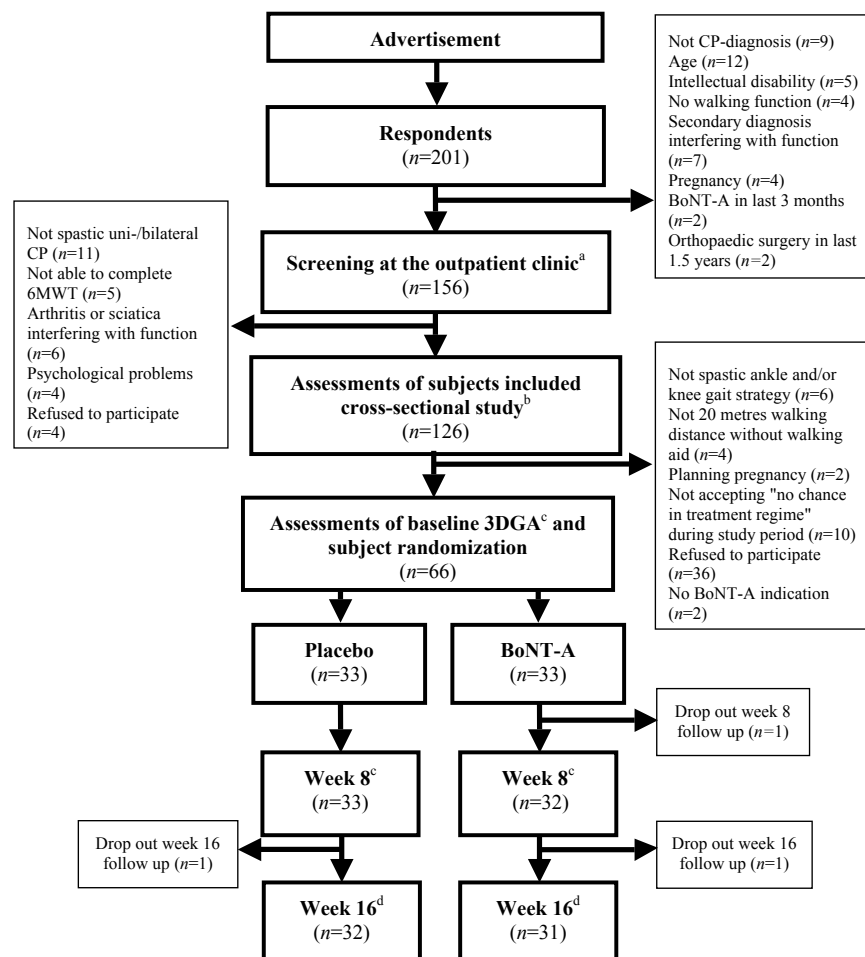 Advertisement
Not CP-diagnosis (n=9)
Age (n=12)
Intellectual disability (n=5)
No walking function (n=4)
Secondary diagnosis
interfering with function
(n=7)
Pregnancy (n=4)
BoNT-A in last 3 months
(n=2)
Orthopaedic surgery in last
1.5 years (n=2)
Respondents
(n=201)
Screening at the outpatient clinica
(n=156)
Not spastic uni-/bilateral
CP (n=11)
Not able to complete
6MWT (n=5)
Arthritis or sciatica
interfering with function
(n=6)
Psychological problems
(n=4)
Refused to participate
(n=4)
Assessments of subjects included
cross-sectional studyb
(n=126)
Not spastic ankle and/or
knee gait strategy (n=6)
Not 20 metres walking
distance without walking
aid (n=4)
Planning pregnancy (n=2)
Not accepting "no chance
in treatment regime"
during study period (n=10)
Refused to participate
(n=36)
No BoNT-A indication
(n=2)
Assessments of baseline 3DGAc and
subject randomization
(n=66)
Placebo
(n=33)
BoNT-A
(n=33)
Drop out week 8
follow up (n=1)
Week 8c
(n=33)
Week 8c
(n=32)
Drop out week 16
follow up (n=1)
Drop out week 16
follow up (n=1)
Week 16d
(n=32)
Week 16d
(n=31)